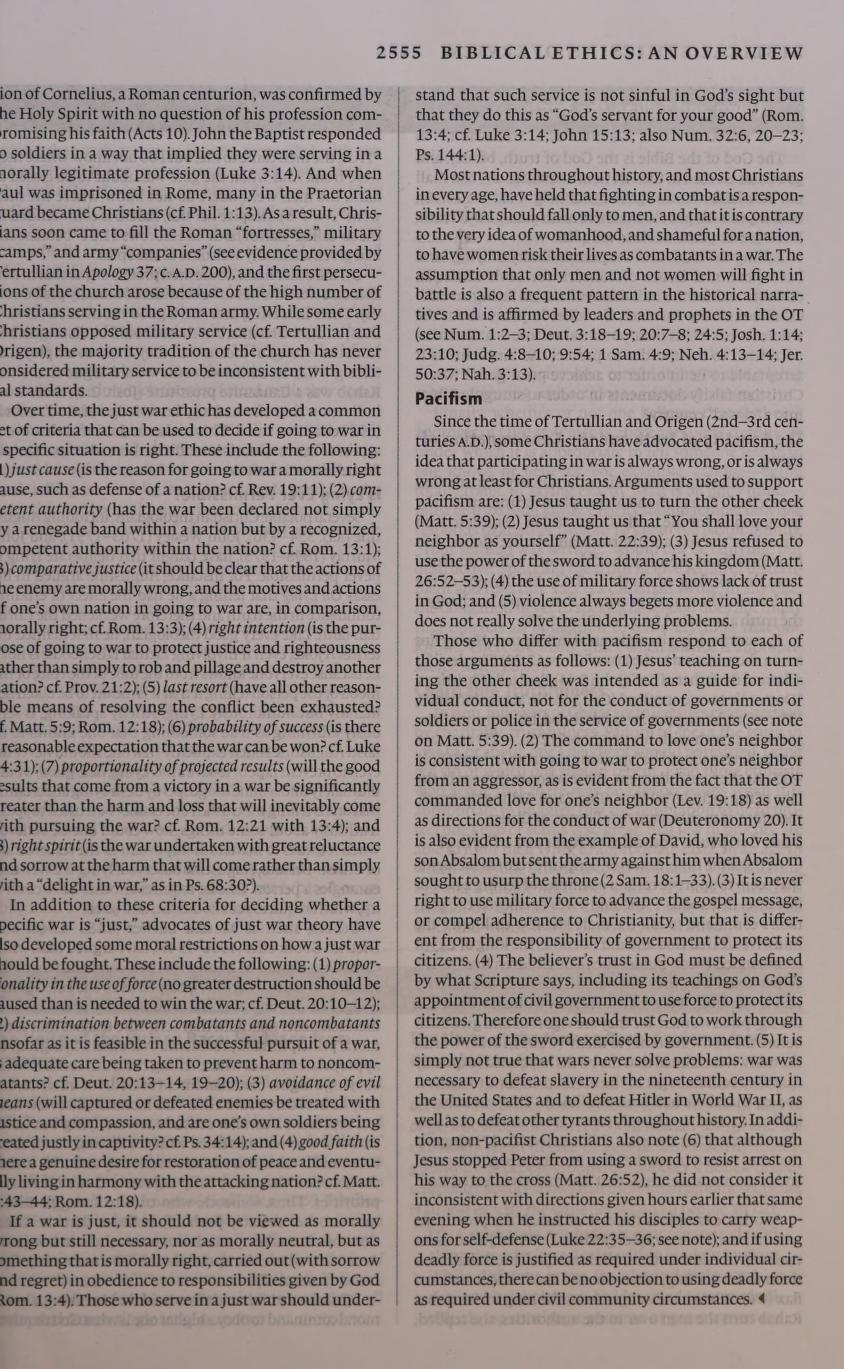 2555 BIBLICAL ETHICS: AN OVERVIEW
ion of Cornelius, a Roman centurion, was confirmed by
he Holy Spirit with no question of his profession com-
romising his faith (Acts 10). John the Baptist responded
o soldiers in a way that implied they were serving in a
norally legitimate profession (Luke 3:14). And when
aul was imprisoned in Rome, many in the Praetorian
uard became Christians (cf. Phil. 1:13). As a result, Chris-
ians soon came to fill the Roman “fortresses,” military
camps,” and army “companies” (see evidence provided by
ertullian in Apology 37; C. A.D. 200), and the first persecu-
ions of the church arose because of the high number of
hristians serving in the Roman army. While some early
hristians opposed military service (cf. Tertullian and
Origen), the majority tradition of the church has never
onsidered military service to be inconsistent with bibli-
al standards.
Over time, the just war ethic has developed a common
et of criteria that can be used to decide if going to war in
specific situation is right. These include the following:
1) just cause (is the reason for going to war a morally right
ause, such as defense of a nation? cf. Rev. 19:11); (2) com-
etent authority (has the war been declared not simply
y a renegade band within a nation but by a recognized,
ompetent authority within the nation? cf. Rom. 13:1);
3) comparative justice (it should be clear that the actions of
he enemy are morally wrong, and the motives and actions
f one’s own nation in going to war are, in comparison,
norally right; cf. Rom. 13:3); (4) right intention (is the pur-
ose of going to war to protect justice and righteousness
ather than simply to rob and pillage and destroy another
ation? cf. Prov. 21:2); (5) last resort (have all other reason-
ble means of resolving the conflict been exhausted?
f. Matt. 5:9; Rom. 12:18); (6) probability of success (is there
reasonable expectation that the war can be won? cf. Luke
4:31); (7) proportionality of projected results (will the good
esults that come from a victory in a war be significantly
reater than the harm and loss that will inevitably come
ith pursuing the war? cf. Rom. 12:21 with 13:4); and
8) right spirit (is the war undertaken with great reluctance
nd sorrow at the harm that will come rather than simply
ith a “delight in war,” as in Ps. 68:30?).
In addition to these criteria for deciding whether a
pecific war is “just,” advocates of just war theory have
lso developed some moral restrictions on how a just war
hould be fought. These include the following: (1) propor-
ionality in the use of force (no greater destruction should be
aused than is needed to win the war; cf. Deut. 20:10–12);
2) discrimination between combatants and noncombatants
nsofar as it is feasible in the successful pursuit of a war,
adequate care being taken to prevent harm to noncom-
atants? cf. Deut. 20:13–14, 19–20); (3) avoidance of evil
eans (will captured or defeated enemies be treated with
ustice and compassion, and are one’s own soldiers being
reated justly in captivity? cf. Ps. 34:14); and (4) good faith (is
here a genuine desire for restoration of peace and eventu-
lly living in harmony with the attacking nation? cf. Matt.
:43–44; Rom. 12:18).
If a war is just, it should not be viewed as morally
rong but still necessary, nor as morally neutral, but as
omething that is morally right, carried out (with sorrow
nd regret) in obedience to responsibilities given by God
Rom. 13:4). Those who serve in a just war should under-
stand that such service is not sinful in God’s sight but
that they do this as “God’s servant for your good” (Rom.
13:4; cf. Luke 3:14; John 15:13; also Num. 32:6, 20–23;
Ps. 144:1).
Most nations throughout history, and most Christians
in every age, have held that fighting in combat is a respon-
sibility that should fall only to men, and that it is contrary
to the very idea of womanhood, and shameful for a nation,
to have women risk their lives as combatants in a war. The
assumption that only men and not women will fight in
battle is also a frequent pattern in the historical narra-
tives and is affirmed by leaders and prophets in the OT
(see Num. 1:2–3; Deut. 3:18–19; 20:7–8; 24:5; Josh. 1:14;
23:10; Judg. 4:8–10; 9:54; 1 Sam. 4:9; Neh. 4:13–14; Jer.
50:37; Nah. 3:13).
Pacifism
Since the time of Tertullian and Origen (2nd–3rd cen-
turies A.D.), some Christians have advocated pacifism, the
idea that participating in war is always wrong, or is always
wrong at least for Christians. Arguments used to support
pacifism are: (1) Jesus taught us to turn the other cheek
(Matt. 5:39); (2) Jesus taught us that “You shall love your
neighbor as yourself” (Matt. 22:39); (3) Jesus refused to
use the power of the sword to advance his kingdom (Matt.
26:52–53); (4) the use of military force shows lack of trust
in God; and (5) violence always begets more violence and
does not really solve the underlying problems.
Those who differ with pacifism respond to each of
those arguments as follows: (1) Jesus’ teaching on turn-
ing the other cheek was intended as a guide for indi-
vidual conduct, not for the conduct of governments or
soldiers or police in the service of governments (see note
on Matt. 5:39). (2) The command to love one’s neighbor
is consistent with going to war to protect one’s neighbor
from an aggressor, as is evident from the fact that the OT
commanded love for one’s neighbor (Lev. 19:18) as well
as directions for the conduct of war (Deuteronomy 20). It
is also evident from the example of David, who loved his
son Absalom but sent the army against him when Absalom
sought to usurp the throne (2 Sam. 18:1–33). (3) It is never
right to use military force to advance the gospel message,
or compel adherence to Christianity, but that is differ-
ent from the responsibility of government to protect its
citizens. (4) The believer’s trust in God must be defined
by what Scripture says, including its teachings on God’s
appointment of civil government to use force to protect its
citizens. Therefore one should trust God to work through
the power of the sword exercised by government. (5) It is
simply not true that wars never solve problems: war was
necessary to defeat slavery in the nineteenth century in
the United States and to defeat Hitler in World War II, as
well as to defeat other tyrants throughout history. In addi-
tion, non-pacifist Christians also note (6) that although
Jesus stopped Peter from using a sword to resist arrest on
his way to the cross (Matt. 26:52), he did not consider it
inconsistent with directions given hours earlier that same
evening when he instructed his disciples to carry weap-
ons for self-defense (Luke 22:35–36; see note); and if using
deadly force is justified as required under individual cir-
cumstances, there can be no objection to using deadly force
as required under civil community circumstances.